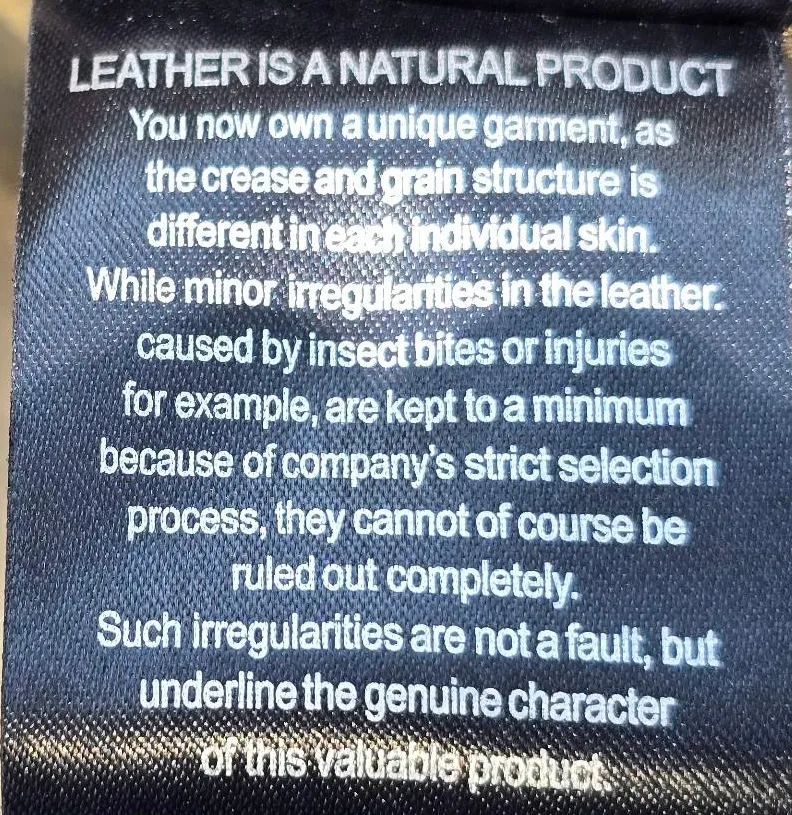 LEATHER IS A NATURAL PRODUCT
You now own a unique garment, as
the crease and grain structure is
different in each individual skin.
While minor irregularities in the leather.
caused by insect bites or injuries
for example, are kept to a minimum
because of company's strict selection
process, they cannot of course be
ruled out completely.
Such irregularities are not a fault, but
underline the genuine character
of this valuable product.